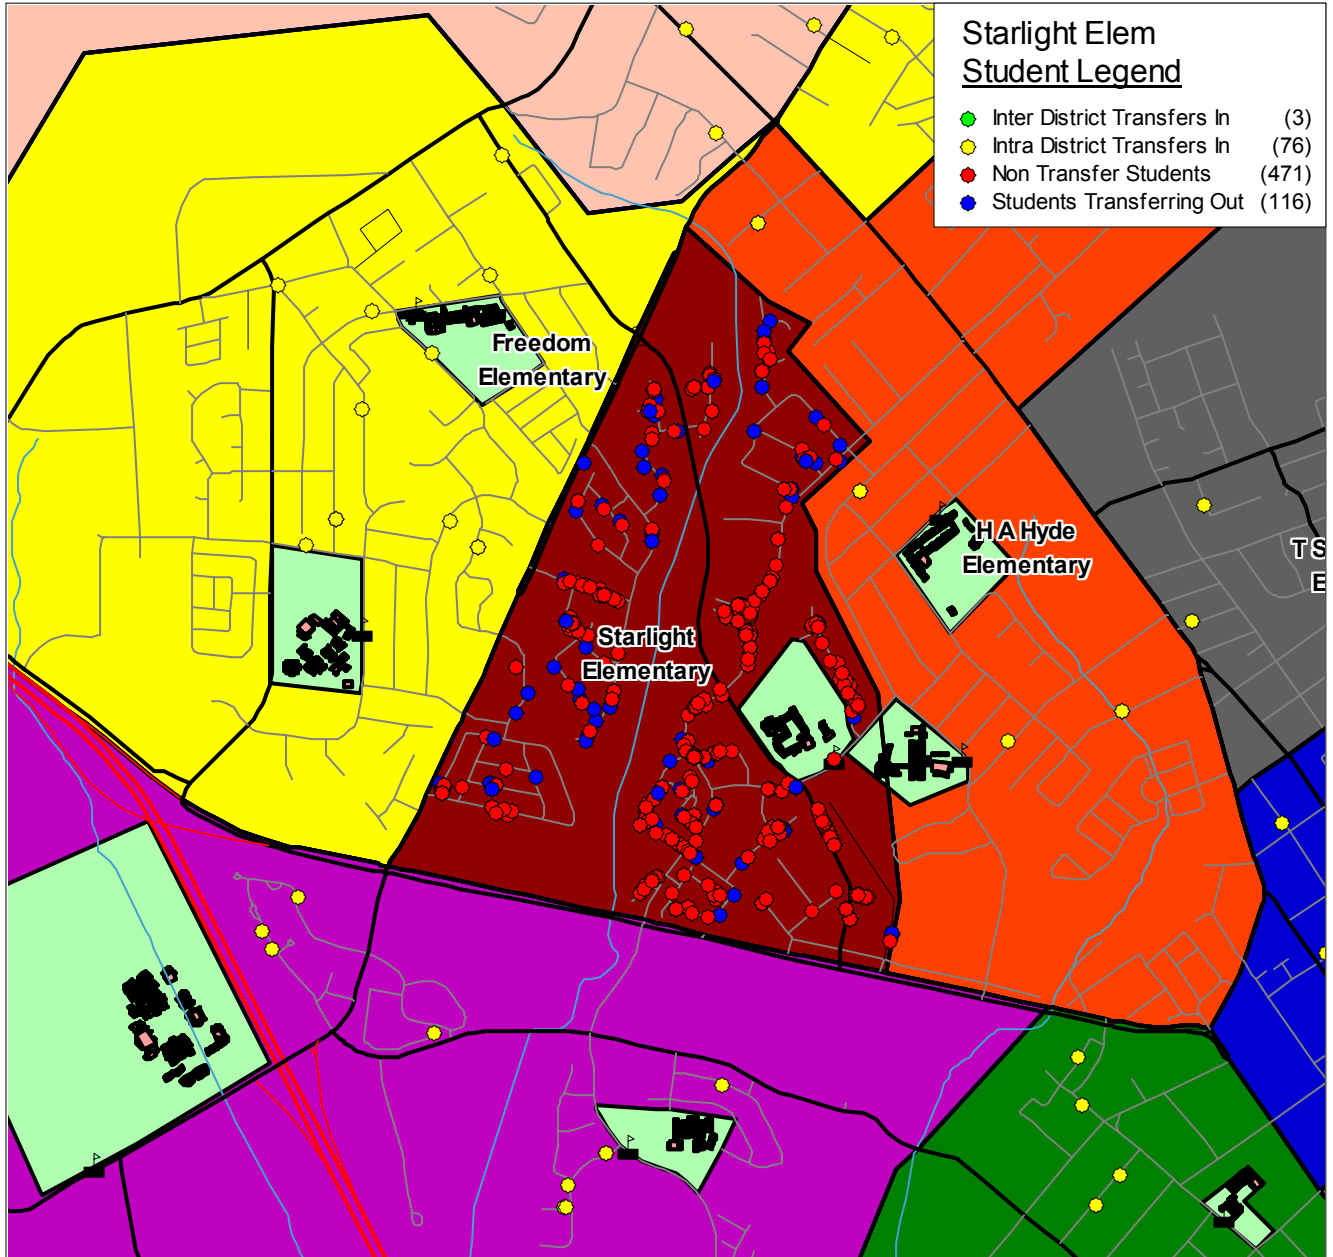 Starlight Elem
Student Legend
Inter District Transfers In (3)
Intra District Transfers In (76)
Non Transfer Students (471)
Students Transferring Out (116)
Freedom
Elementary
H A Hyde
Elementary
T S
E
Starlight
Elementary